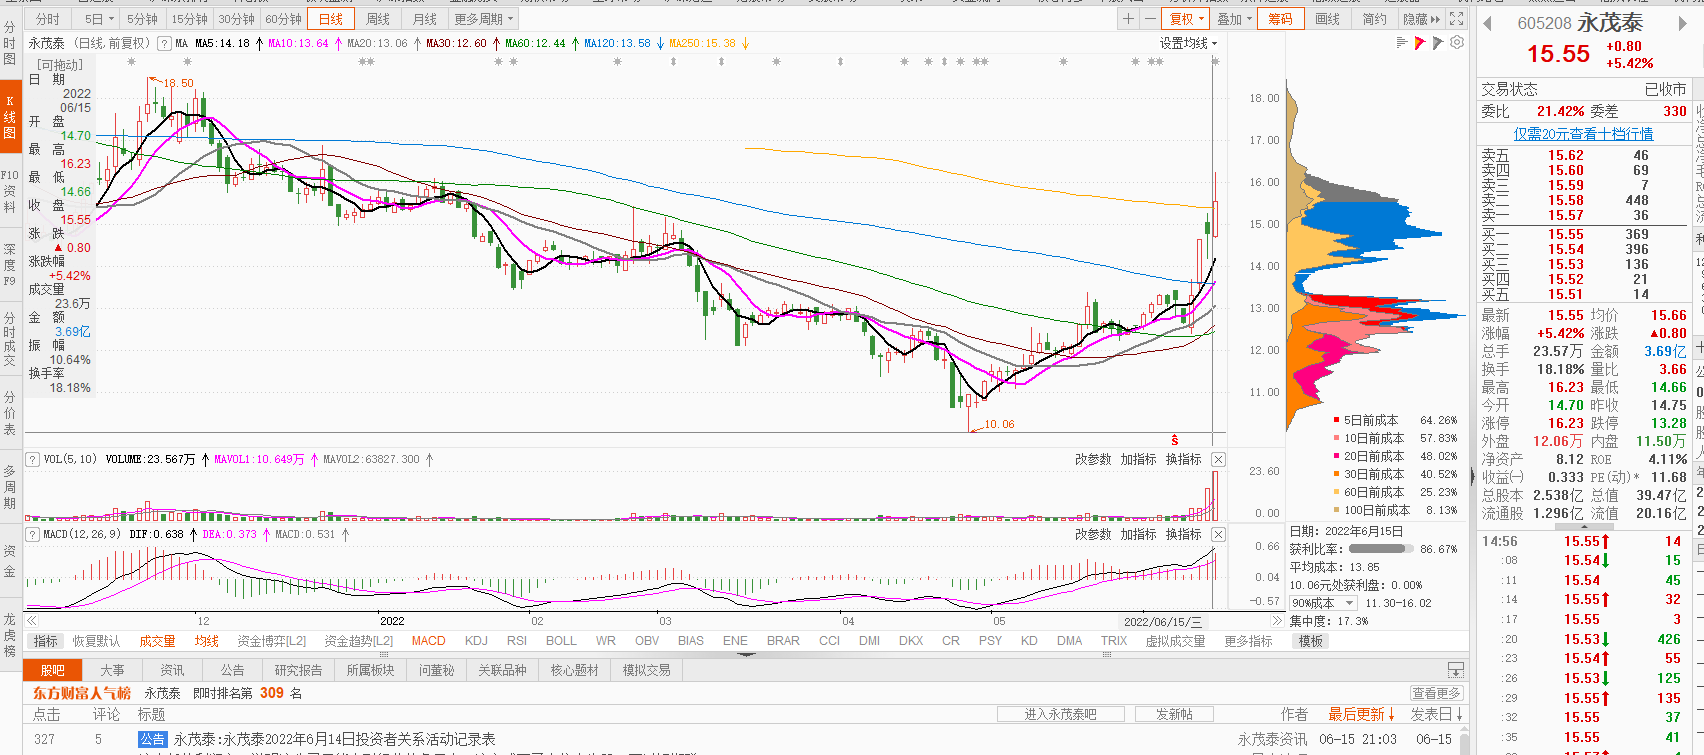 分时 5日 5分钟 15分钟 30分钟 60分钟 日线 周线 月线 更多周期 复权 叠加 筹码 画线 简约 隐藏
永茂泰 (日线,前复权) ? MA MA5:14.18 MA10:13.64 MA20:13.06 MA30:12.60 MA60:12.44 MA120:13.58 MA250:15.38 设置均线
分时图
K线图
F10资料
深度F9
分时成交
分价表
多周期
资金
龙虎榜
[可拖动]
日 期
2022
06/15
开 盘
14.70
最 高
16.23
最 低
14.66
收 盘
15.55
涨 跌
▲0.80
涨跌幅
+5.42%
成交量
23.6万
金 额
3.69亿
振 幅
10.64%
换手率
18.18%
18.50
10.06
18.00
17.00
16.00
15.00
14.00
13.00
12.00
11.00
5日前成本 64.26%
10日前成本 57.83%
20日前成本 48.02%
30日前成本 40.52%
60日前成本 25.23%
100日前成本 8.13%
日期: 2022年6月15日
获利比率: 86.67%
平均成本: 13.85
10.06元处获利盘: 0.00%
90%成本 11.30-16.02
集中度: 17.3%
? VOL(5,10) VOLUME:23.567万 MAVOL1:10.649万 MAVOL2:63827.300 改参数 加指标 换指标
23.60
0.00
? MACD(12,26,9) DIF:0.638 DEA:0.373 MACD:0.531 改参数 加指标 换指标
0.66
0.04
-0.57
12 2022 02 03 04 05 2022/06/15/三
指标 恢复默认 成交量 均线 资金博弈[L2] 资金趋势[L2] MACD KDJ RSI BOLL WR OBV BIAS ENE BRAR CCI DMI DKX CR PSY KD DMA TRIX 虚拟成交量 更多指标 模板
股吧 大事 资讯 公告 研究报告 所属板块 问董秘 关联品种 核心题材 模拟交易
东方财富人气榜 永茂泰 即时排名第 309 名 查看更多
点击 评论 标题 进入永茂泰吧 发新帖 作者 最后更新↓ 发表日↓
327 5 公告 永茂泰:永茂泰2022年6月14日投资者关系活动记录表 永茂泰资讯 06-15 21:03 06-15
605208 永茂泰
15.55 +0.80
+5.42%
交易状态 已收市
委比 21.42% 委差 330
仅需20元查看十档行情
卖五 15.62 46
卖四 15.60 69
卖三 15.59 7
卖二 15.58 448
卖一 15.57 36
买一 15.55 369
买二 15.54 396
买三 15.53 136
买四 15.52 21
买五 15.51 14
最新 15.55 均价 15.66
涨幅 +5.42% 涨跌 ▲0.80
总手 23.57万 金额 3.69亿
换手 18.18% 量比 3.66
最高 16.23 最低 14.66
今开 14.70 昨收 14.75
涨停 16.23 跌停 13.28
外盘 12.06万 内盘 11.50万
净资产 8.12 ROE 4.11%
收益(一) 0.333 PE(动)* 11.68
总股本 2.538亿 总值 39.47亿
流通股 1.296亿 流值 20.16亿
14:56 15.55↑ 14
:08 15.54↓ 15
:11 15.54 45
:14 15.55↑ 32
:17 15.55 3
:20 15.53↓ 426
:23 15.54↑ 55
:26 15.53↓ 125
:29 15.55↑ 135
:32 15.55 37
:35 15.55 41